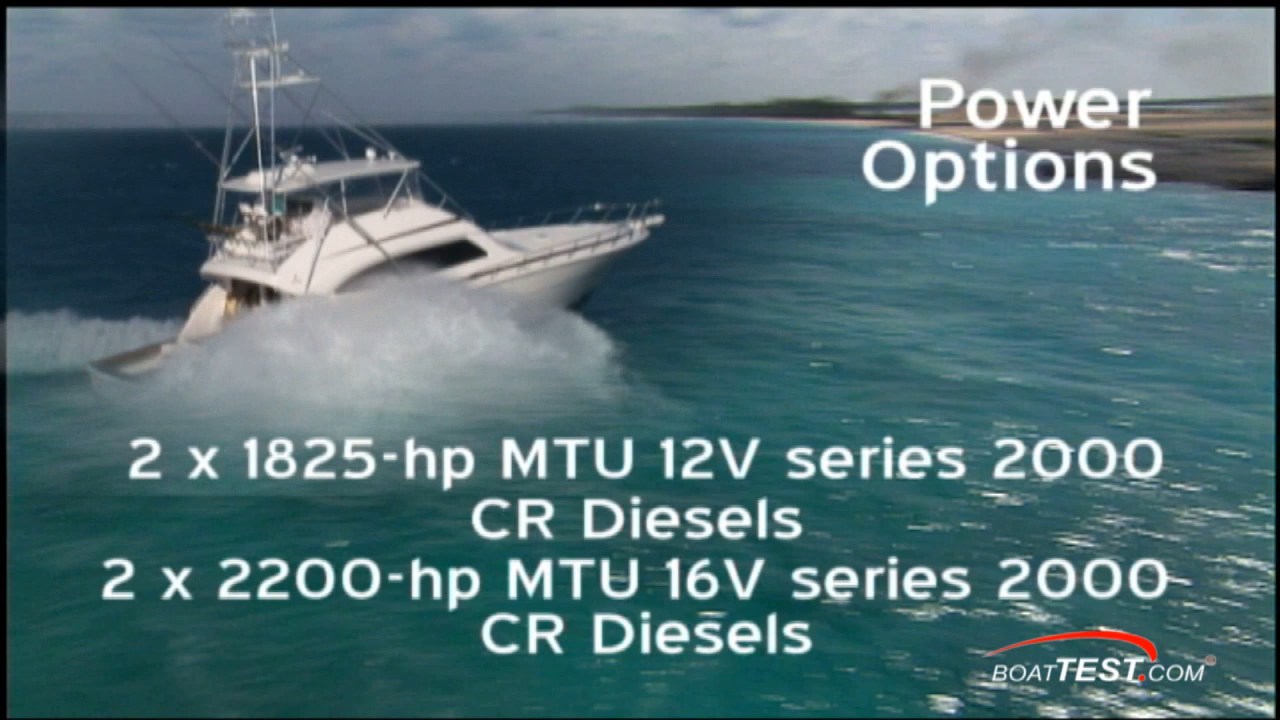 Power
Options
2 x 1825-hp MTU 12V series 2000
CR Diesels
2 x 2200-hp MTU 16V series 2000
CR Diesels
BOATTEST.COM